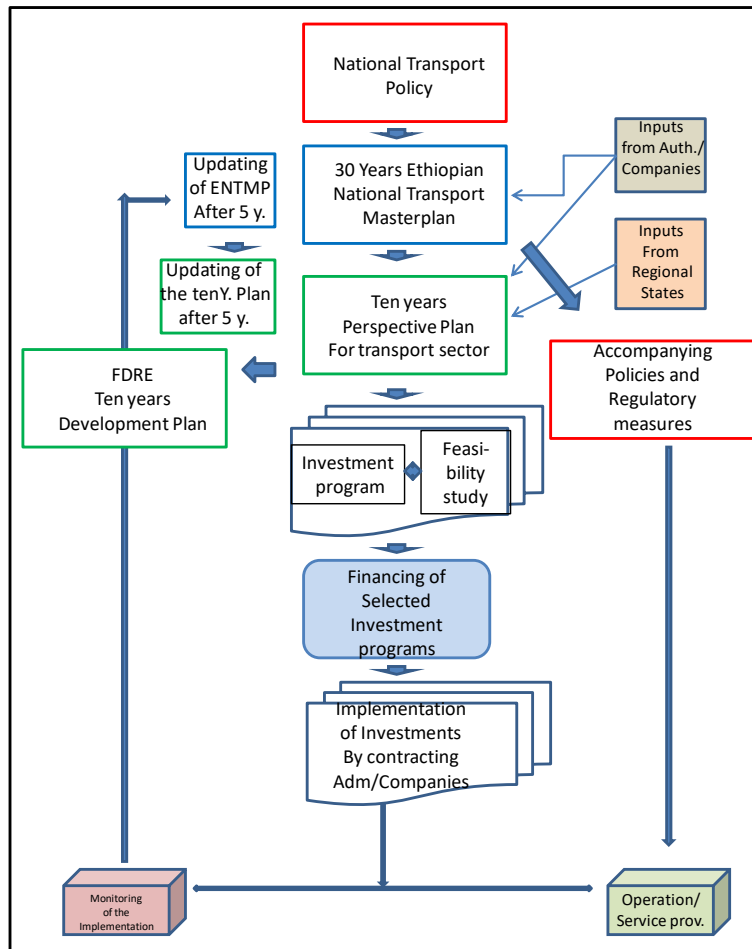 National Transport
Policy
Inputs
from Auth./
Companies
Updating
of ENTMP
After 5 y.
30 Years Ethiopian
National Transport
Masterplan
Inputs
From
Regional
States
Updating of
the tenY. Plan
after 5 y.
Ten years
Perspective Plan
For transport sector
FDRE
Ten years
Development Plan
Accompanying
Policies and
Regulatory
measures
Investment
program
Feasi-
bility
study
Financing of
Selected
Investment
programs
Implementation
of Investments
By contracting
Adm/Companies
Monitoring
of the
Implementation
Operation/
Service prov.